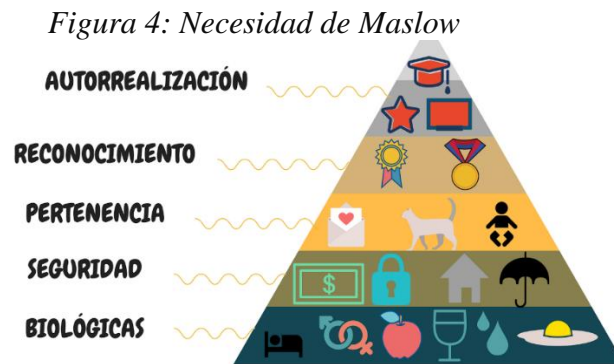 Figura 4: Necesidad de Maslow
AUTORREALIZACIÓN
RECONOCIMIENTO
PERTENENCIA
SEGURIDAD
$
BIOLÓGICAS